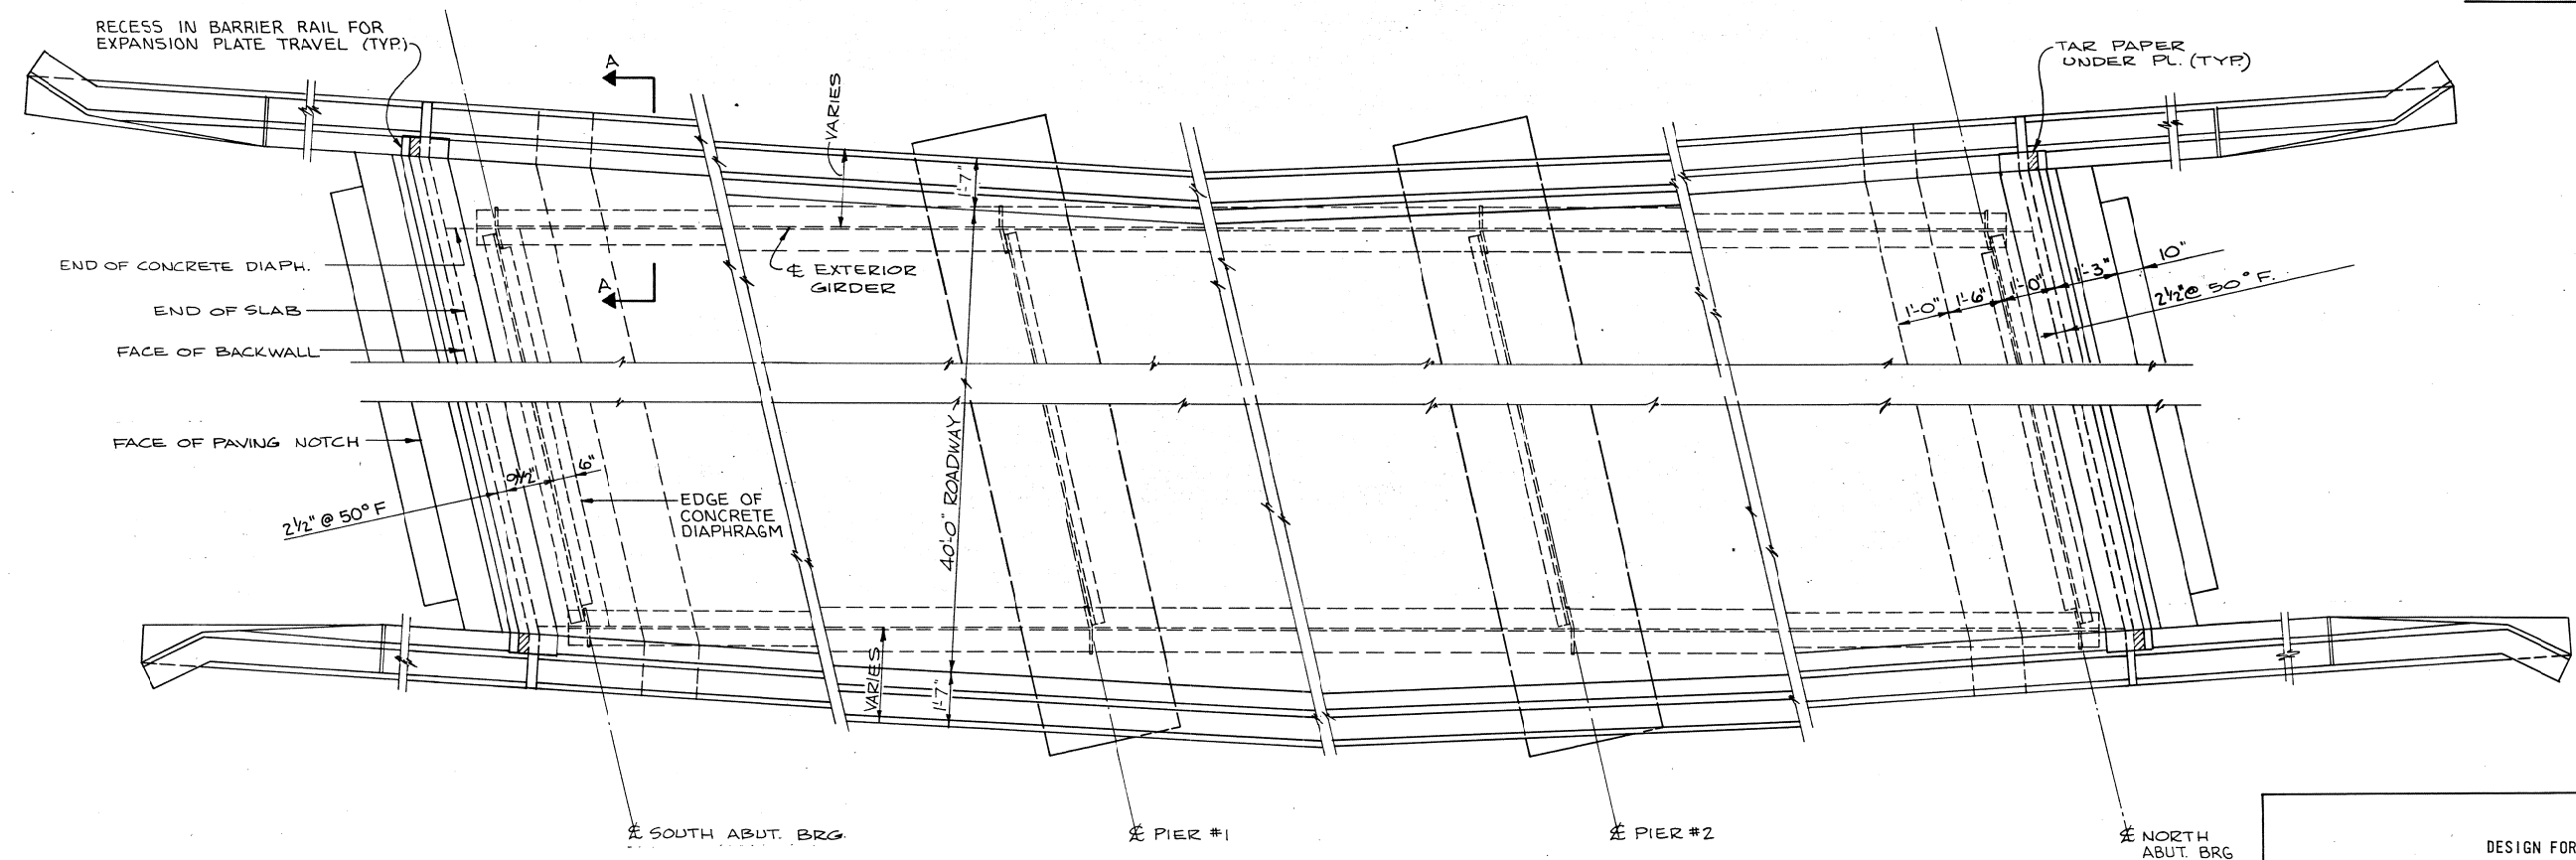 RECESS IN BARRIER RAIL FOR
EXPANSION PLATE TRAVEL (TYP.)
A
VARIES
1'-7"
TAR PAPER
UNDER PL. (TYP.)
END OF CONCRETE DIAPH.
℄ EXTERIOR
GIRDER
A
END OF SLAB
FACE OF BACKWALL
1'-0"
1'-6"
1'-0"
1'-3"
10"
2½" @ 50° F.
FACE OF PAVING NOTCH
40'-0" ROADWAY
9½"
6"
2½" @ 50° F
EDGE OF
CONCRETE
DIAPHRAGM
VARIES
1'-7"
℄ SOUTH ABUT. BRG.
℄ PIER #1
℄ PIER #2
℄ NORTH
ABUT. BRG
DESIGN FOR